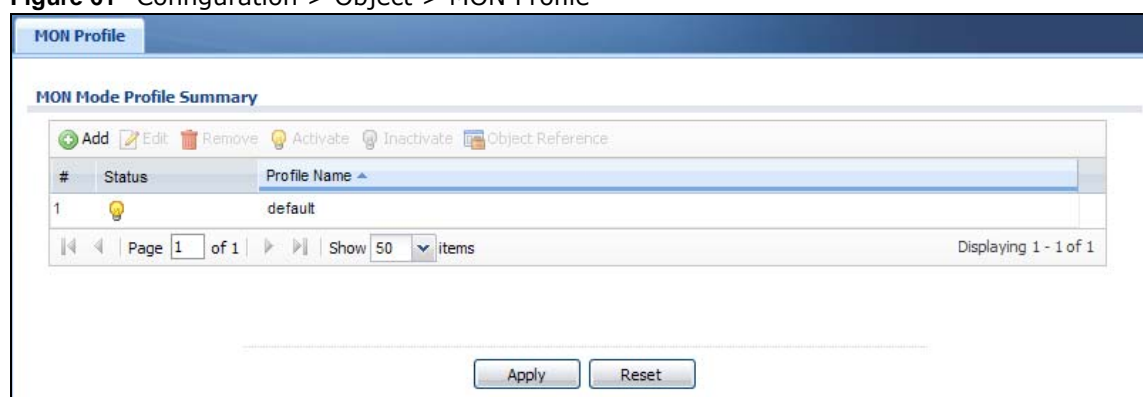 Figure 61 Configuration > Object > MON Profile
MON Profile
MON Mode Profile Summary
Add Edit Remove Activate Inactivate Object Reference
# Status Profile Name
1 default
Page 1 of 1 Show 50 items Displaying 1 - 1 of 1
Apply Reset